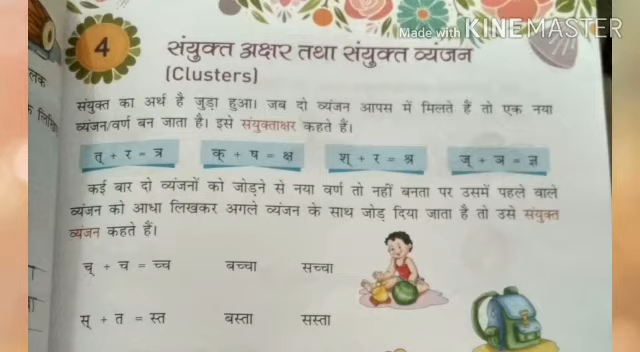 Made with KINEMASTER
4
संयुक्त अक्षर तथा संयुक्त व्यंजन
(Clusters)
संयुक्त का अर्थ है जुड़ा हुआ। जब दो व्यंजन आपस में मिलते हैं तो एक नया
व्यंजन/वर्ण बन जाता है। इसे संयुक्ताक्षर कहते हैं।
त् + र = त्र क् + ष = क्ष श् + र = श्र ज् + ञ = ज्ञ
कई बार दो व्यंजनों को जोड़ने से नया वर्ण तो नहीं बनता पर उसमें पहले वाले
व्यंजन को आधा लिखकर अगले व्यंजन के साथ जोड़ दिया जाता है तो उसे संयुक्त
व्यंजन कहते हैं।
च् + च = च्च बच्चा सच्चा
स् + त = स्त बस्ता सस्ता